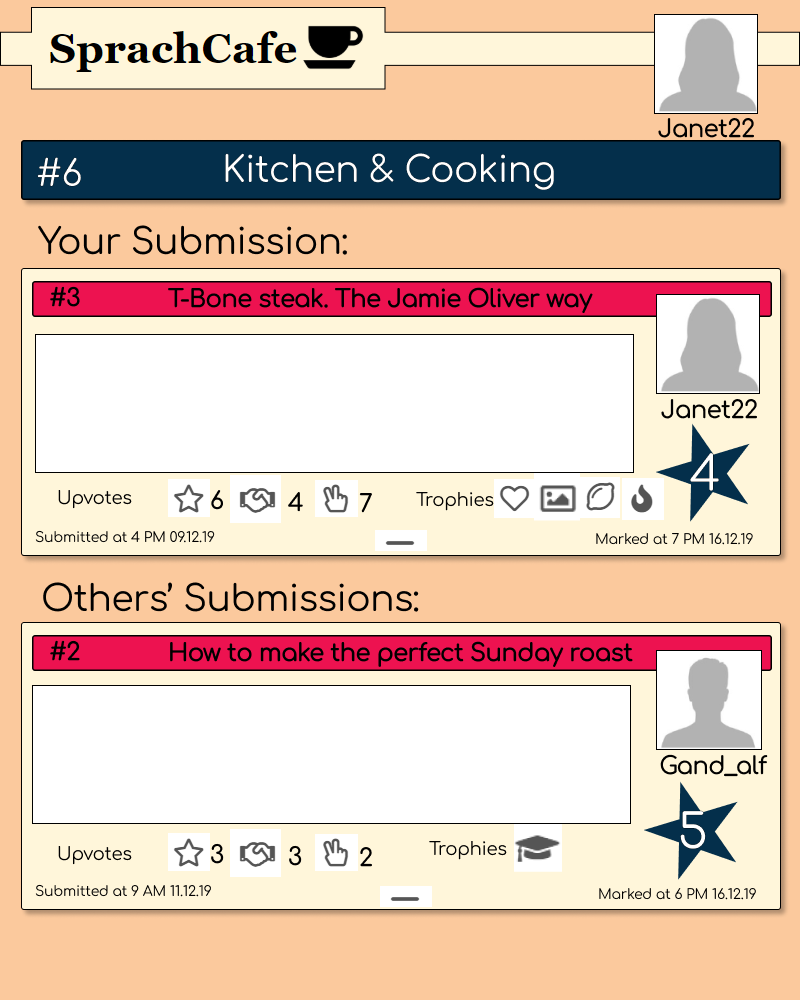 SprachCafe
Janet22
#6 Kitchen & Cooking
Your Submission:
#3 T-Bone steak. The Jamie Oliver way
Janet22
4
Upvotes 6 4 7 Trophies
Submitted at 4 PM 09.12.19 Marked at 7 PM 16.12.19
Others’ Submissions:
#2 How to make the perfect Sunday roast
Gand_alf
5
Upvotes 3 3 2 Trophies
Submitted at 9 AM 11.12.19 Marked at 6 PM 16.12.19